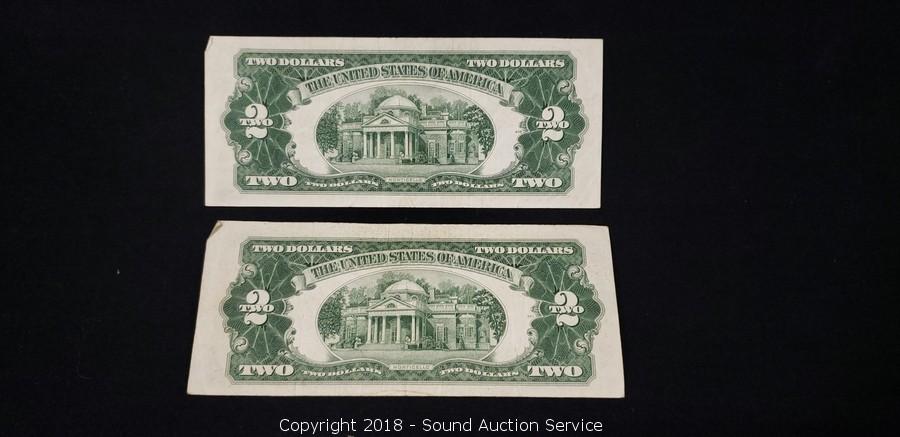 TWO DOLLARS TWO DOLLARS
THE UNITED STATES OF AMERICA
2 TWO 2 TWO
TWO TWO DOLLARS MONTICELLO TWO DOLLARS TWO
TWO DOLLARS TWO DOLLARS
THE UNITED STATES OF AMERICA
2 TWO 2 TWO
TWO TWO DOLLARS MONTICELLO TWO DOLLARS TWO
Copyright 2018 - Sound Auction Service